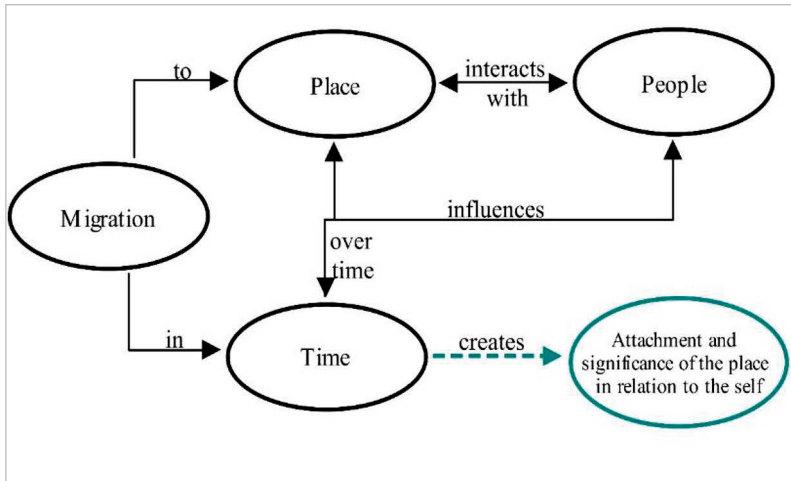 to
Place
interacts
with
People
Migration
influences
over
time
in
Time
creates
Attachment and
significance of the place
in relation to the self